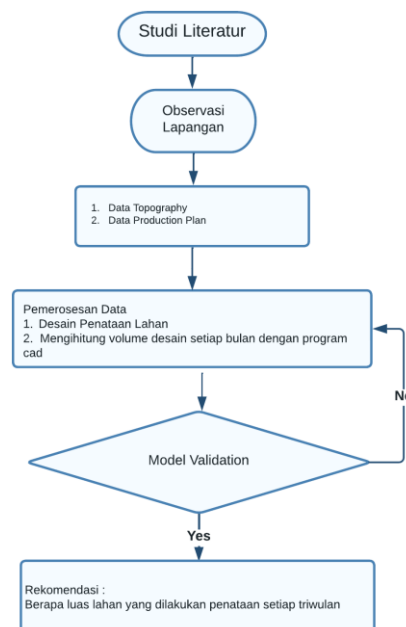 Studi Literatur
Observasi
Lapangan
1. Data Topography
2. Data Production Plan
Pemerosesan Data
1. Desain Penataan Lahan
2. Mengihitung volume desain setiap bulan dengan program
cad
Model Validation
Yes
Rekomendasi :
Berapa luas lahan yang dilakukan penataan setiap triwulan